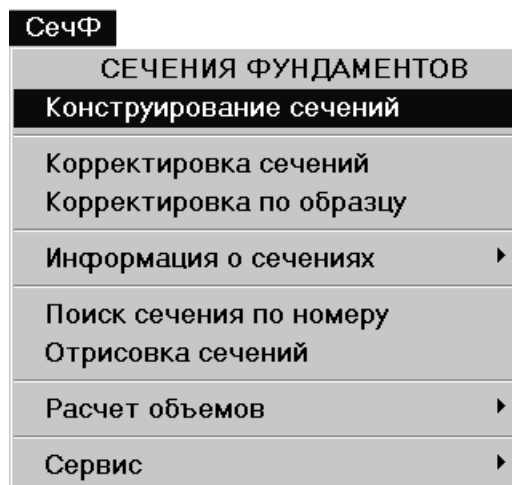 СечФ
СЕЧЕНИЯ ФУНДАМЕНТОВ
Конструирование сечений
Корректировка сечений
Корректировка по образцу
Информация о сечениях
Поиск сечения по номеру
Отрисовка сечений
Расчет объемов
Сервис